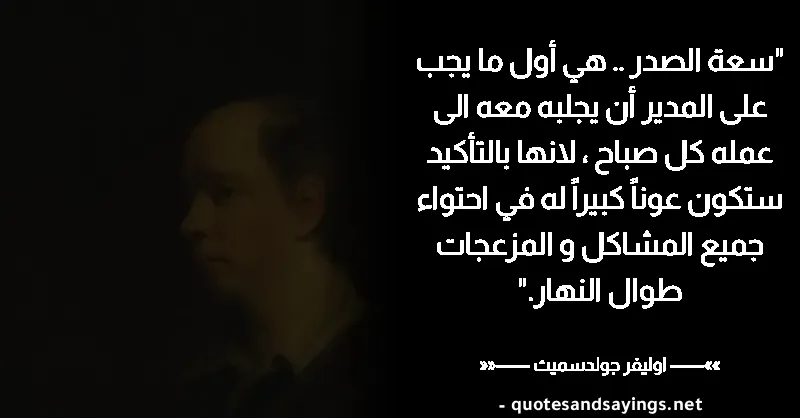 "سعة الصدر .. هي أول ما يجب
على المدير أن يجلبه معه الى
عمله كل صباح ، لانها بالتأكيد
ستكون عوناً كبيراً له في احتواء
جميع المشاكل و المزعجات
طوال النهار."
»»—— اوليفر جولدسميث ——««
- quotesandsayings.net